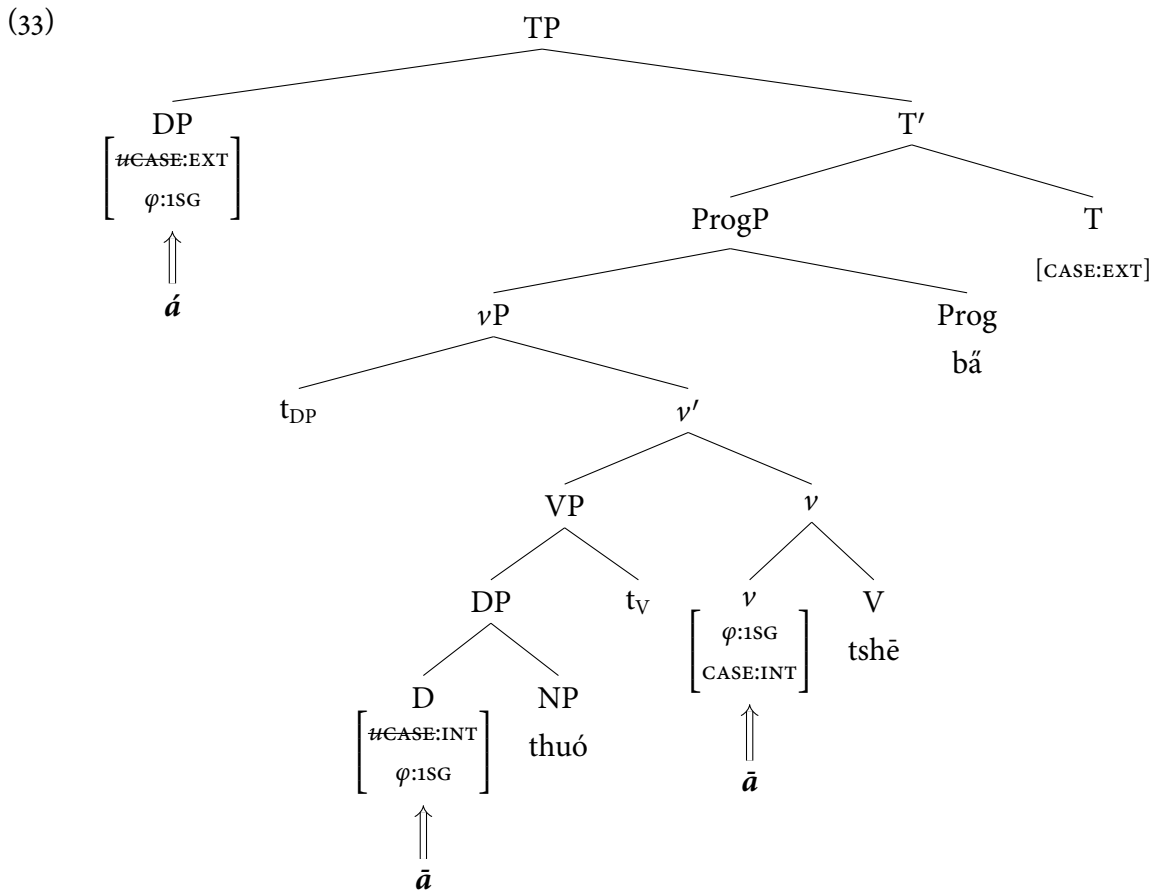 (33)
TP
DP T′
[uCASE:EXT
φ:1SG]
ProgP T
á [CASE:EXT]
vP Prog
ba̋
t_DP v′
VP v
DP t_V v V
[φ:1SG
CASE:INT] tshē
D NP
[uCASE:INT
φ:1SG] thuó
ā
ā